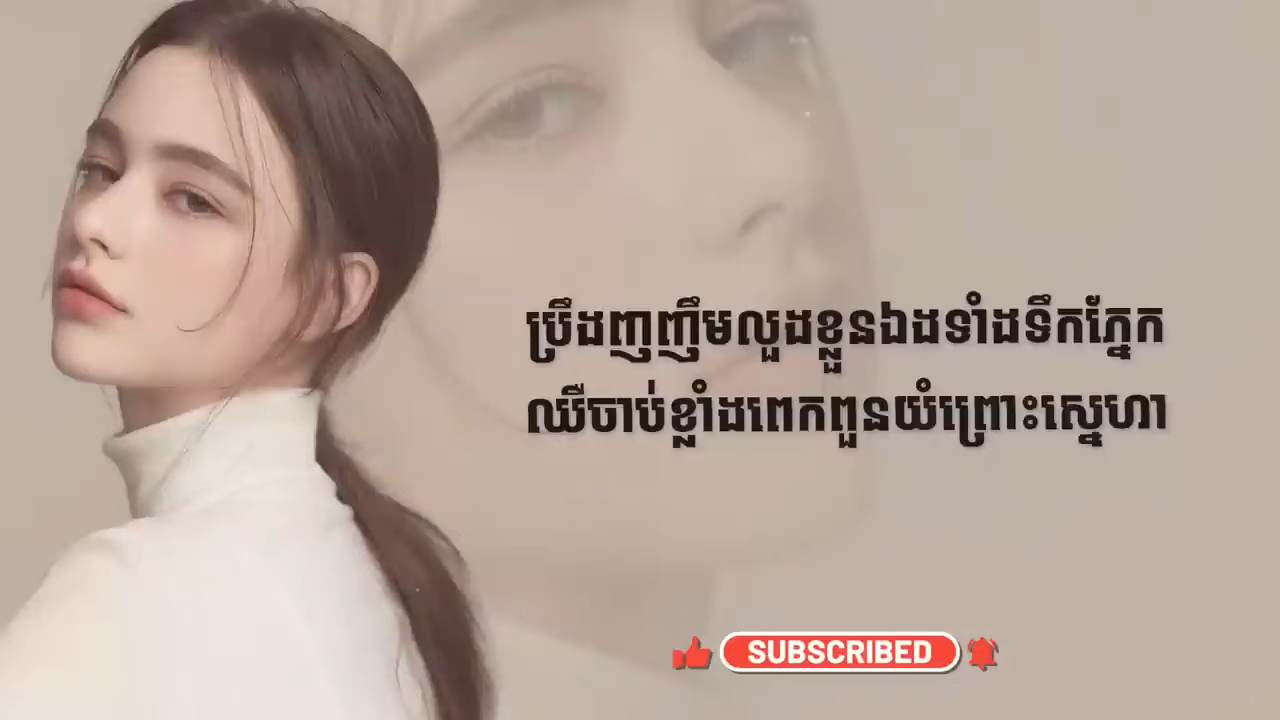 ប្រឹងញញឹមលួងខ្លួនឯងទាំងទឹកភ្នែក
ឈឺចាប់ខ្លាំងពេកពួនយំព្រោះស្នេហា
SUBSCRIBED